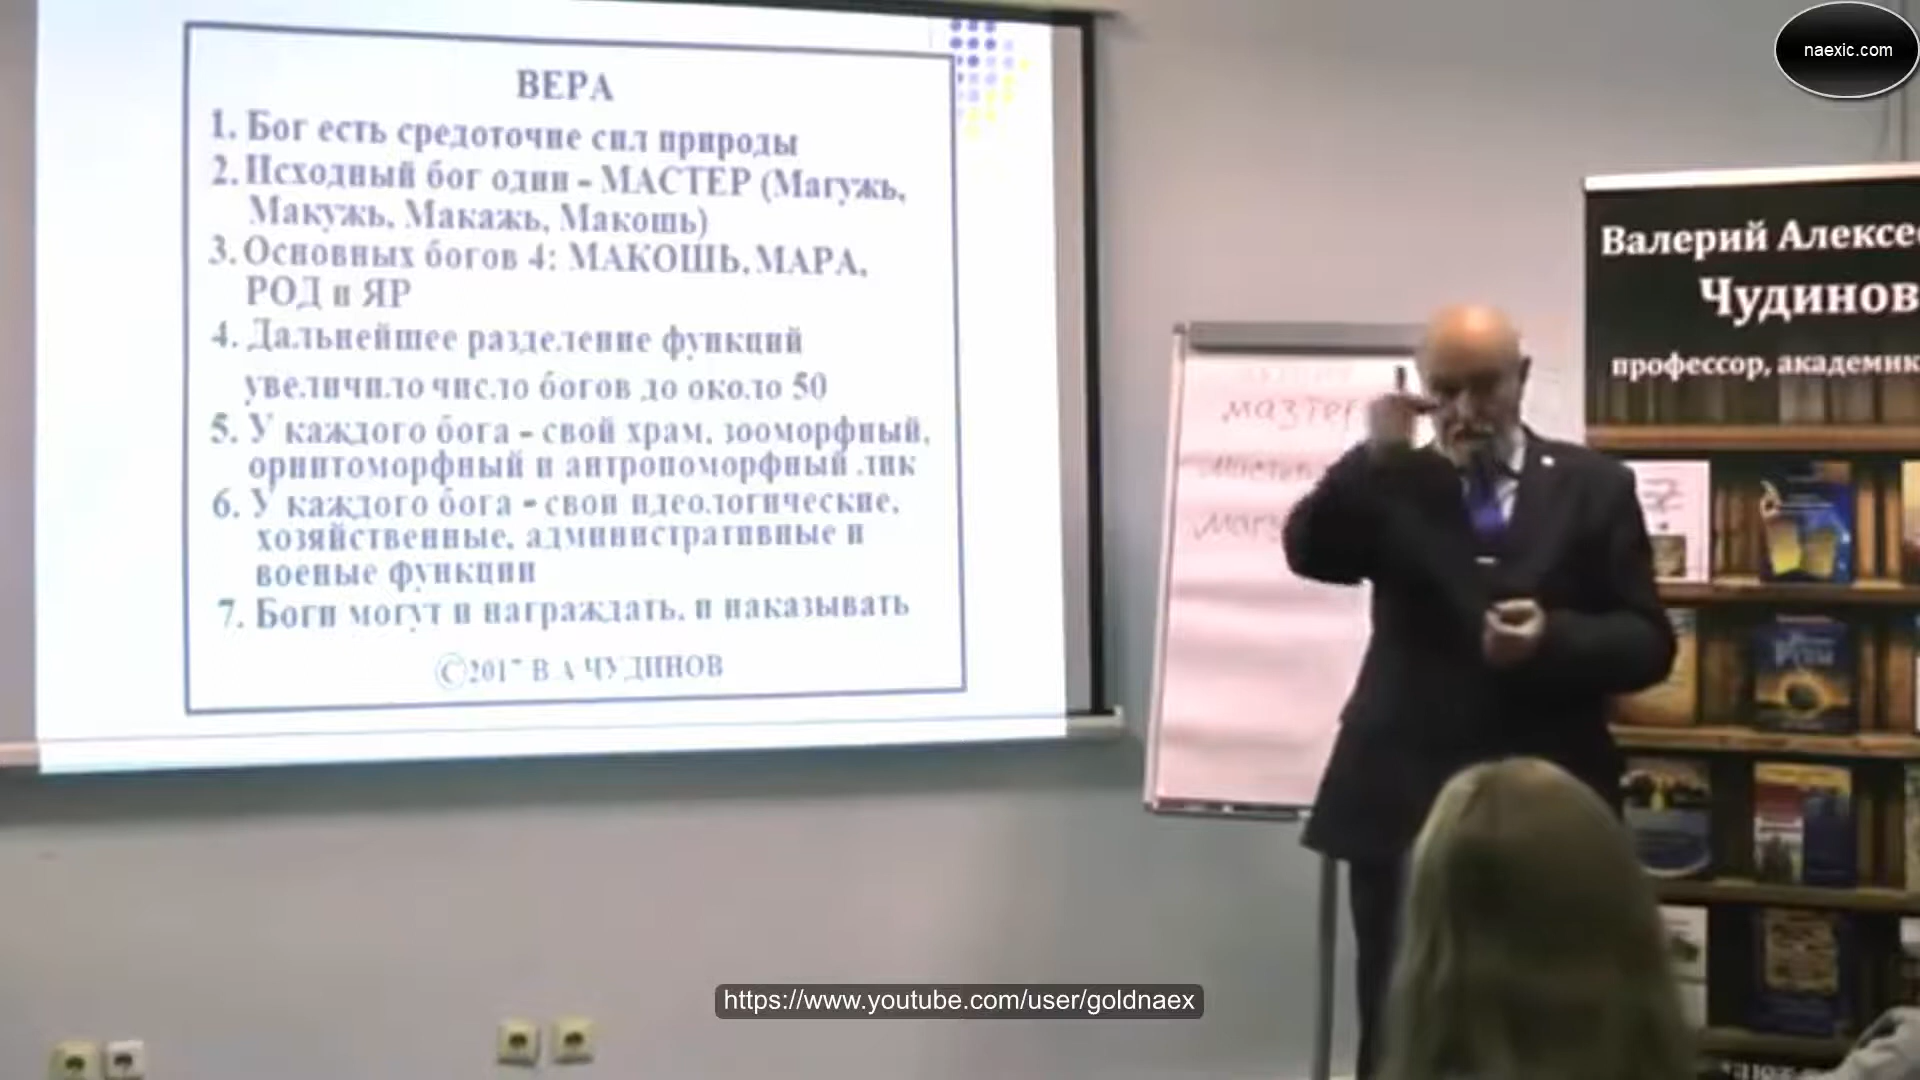 naexic.com
ВЕРА
1. Бог есть средоточие сил природы
2. Исходный бог один - МАСТЕР (Магужь,
Макужь, Макажь, Макошь)
3. Основных богов 4: МАКОШЬ, МАРА,
РОД и ЯР
4. Дальнейшее разделение функций
увеличило число богов до около 50
5. У каждого бога - свой храм, зооморфный,
орнитоморфный и антропоморфный лик
6. У каждого бога - свои идеологические,
хозяйственные, административные и
военые функции
7. Боги могут и награждать, и наказывать
©2017 В А ЧУДИНОВ
мазтер
Валерий Алексе
Чудинов
профессор, академик
https://www.youtube.com/user/goldnaex